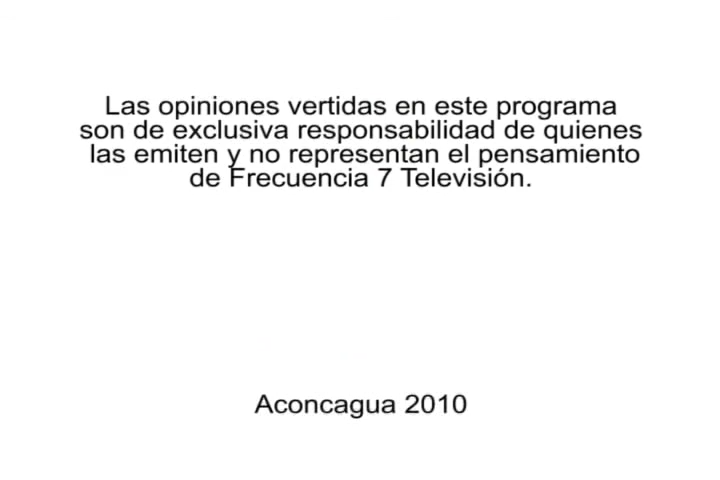 Las opiniones vertidas en este programa
son de exclusiva responsabilidad de quienes
las emiten y no representan el pensamiento
de Frecuencia 7 Televisión.
Aconcagua 2010